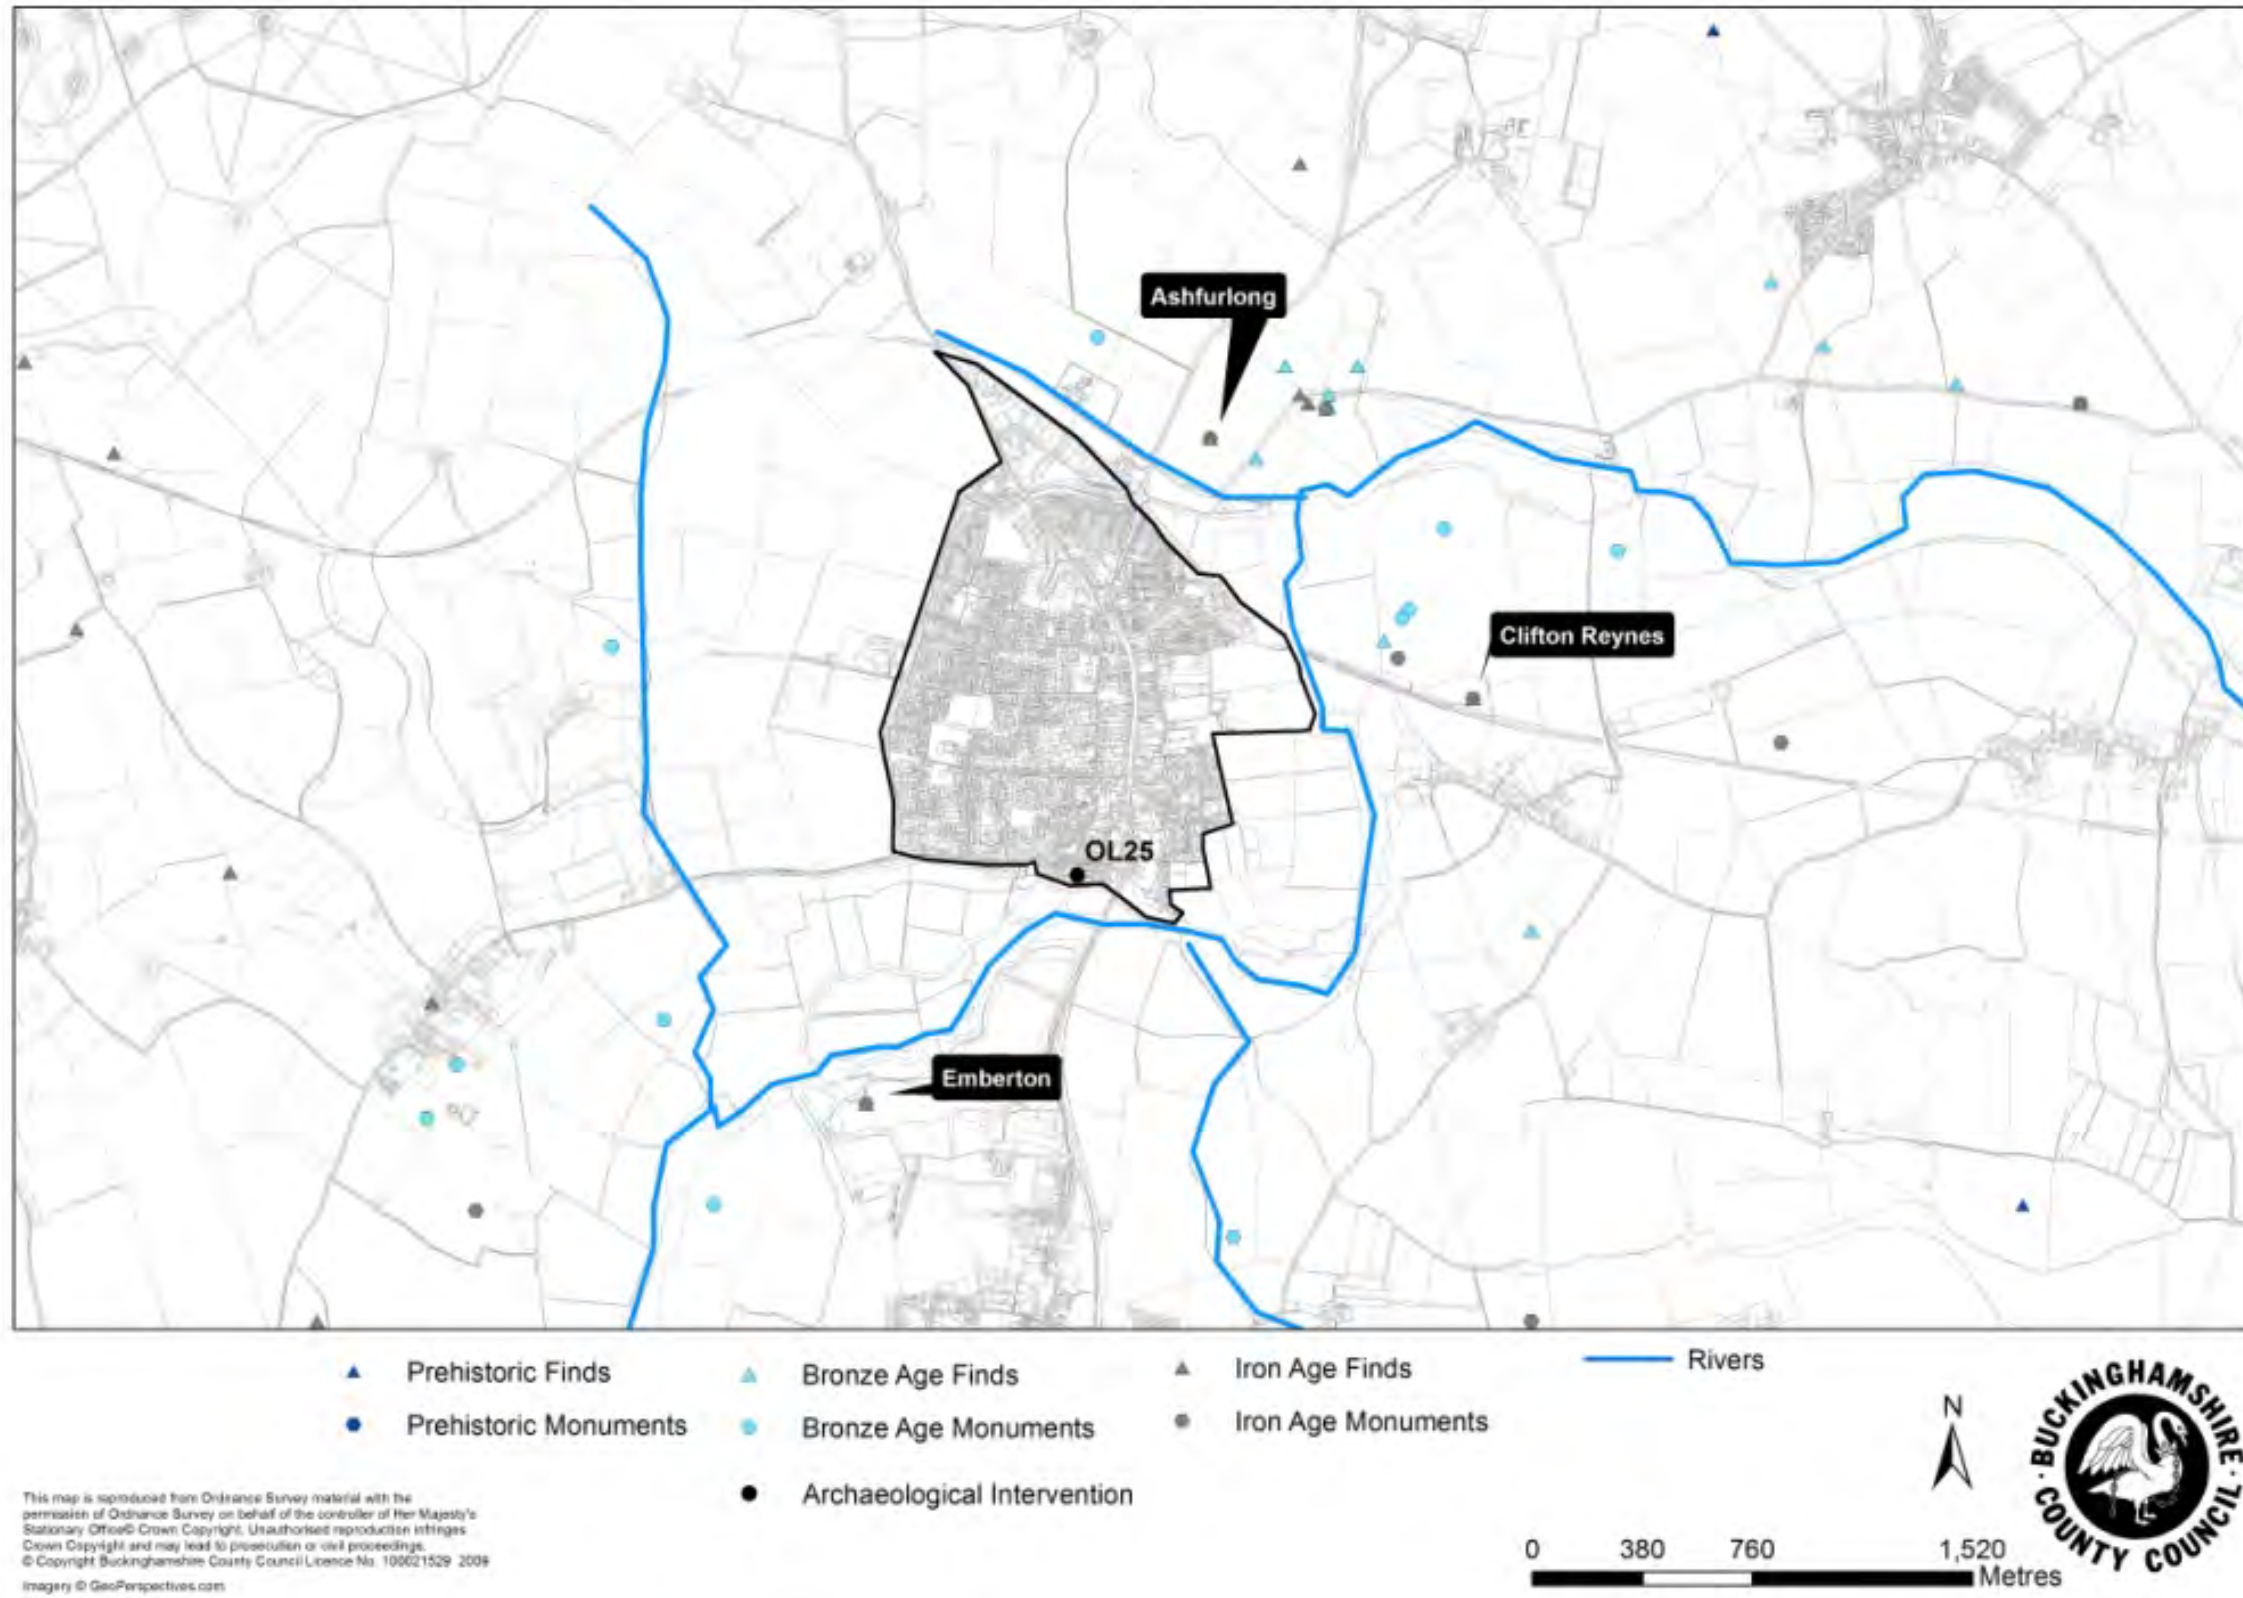 Ashfurlong
Clifton Reynes
OL25
Emberton
Prehistoric Finds
Bronze Age Finds
Iron Age Finds
Rivers
Prehistoric Monuments
Bronze Age Monuments
Iron Age Monuments
Archaeological Intervention
N
BUCKINGHAMSHIRE
· COUNTY COUNCIL ·
This map is reproduced from Ordnance Survey material with the
permission of Ordnance Survey on behalf of the controller of Her Majesty's
Stationary Office© Crown Copyright. Unauthorised reproduction infringes
Crown Copyright and may lead to prosecution or civil proceedings.
© Copyright Buckinghamshire County Council Licence No. 100021529 2009
Imagery © GeoPerspectives.com
0 380 760 1,520
Metres